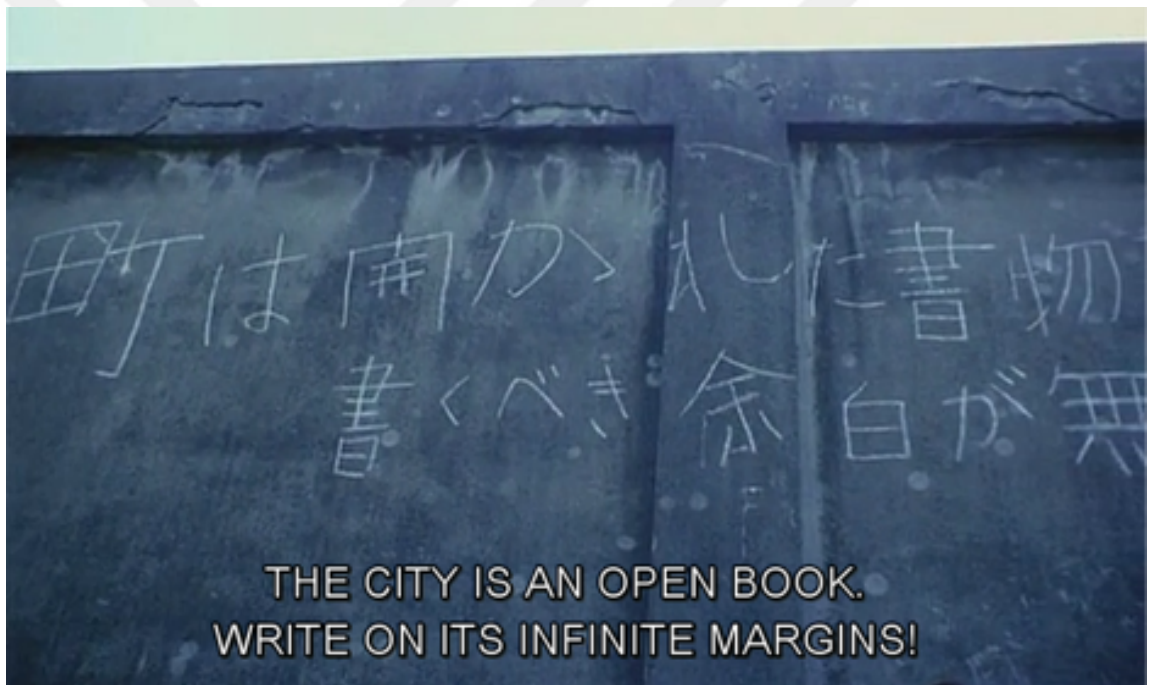 町は開かれた書物
書くべき余白が無
THE CITY IS AN OPEN BOOK.
WRITE ON ITS INFINITE MARGINS!